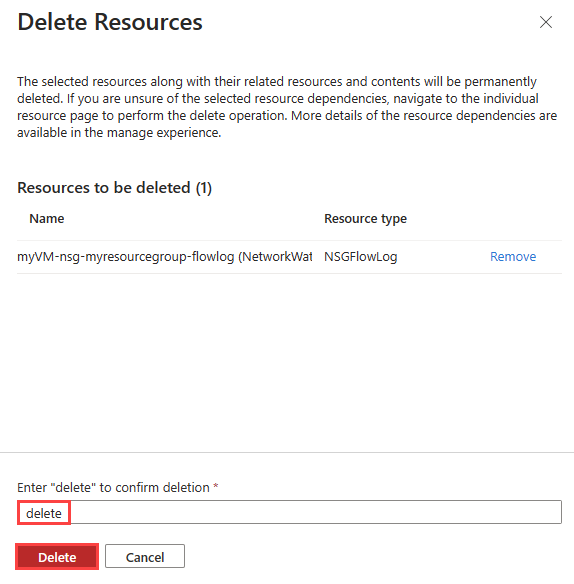 Delete Resources
The selected resources along with their related resources and contents will be permanently
deleted. If you are unsure of the selected resource dependencies, navigate to the individual
resource page to perform the delete operation. More details of the resource dependencies are
available in the manage experience.
Resources to be deleted (1)
Name Resource type
myVM-nsg-myresourcegroup-flowlog (NetworkWat NSGFlowLog Remove
Enter "delete" to confirm deletion *
delete
Delete Cancel